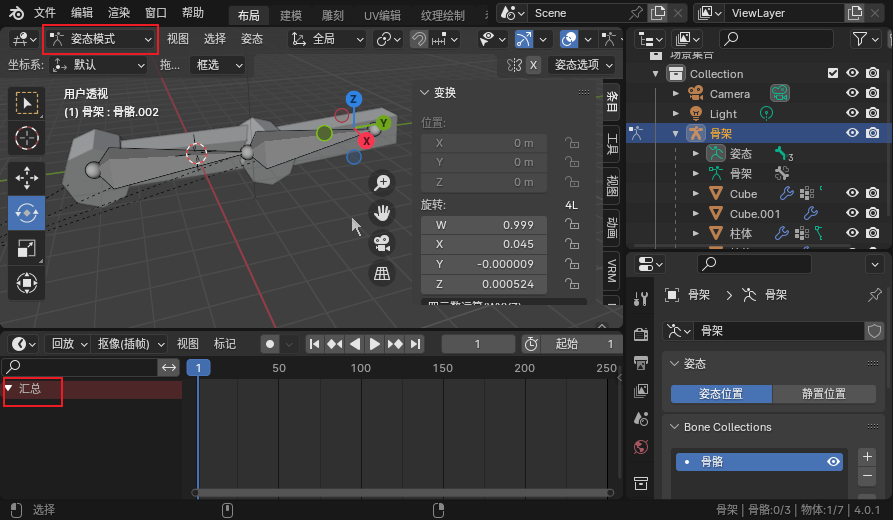 文件 编辑 渲染 窗口 帮助 布局 建模 雕刻 UV编辑 纹理绘制 Scene ViewLayer
姿态模式 视图 选择 姿态 全局
坐标系: 默认 拖... 框选 X 姿态选项
用户透视
(1) 骨架 : 骨骼.002
Z
Y
X
变换
位置:
X 0 m
Y 0 m
Z 0 m
旋转: 4L
W 0.999
X 0.045
Y -0.000009
Z 0.000524
条目
工具
视图
动画
VRM
场景集合
Collection
Camera
Light
骨架
姿态 3
骨架
Cube
Cube.001
柱体
骨架 骨架
骨架
姿态
姿态位置 静置位置
Bone Collections
骨骼
回放 抠像(插帧) 视图 标记 1 起始 1
1 50 100 150 200 250
汇总
选择
骨架 | 骨骼:0/3 | 物体:1/7 | 4.0.1